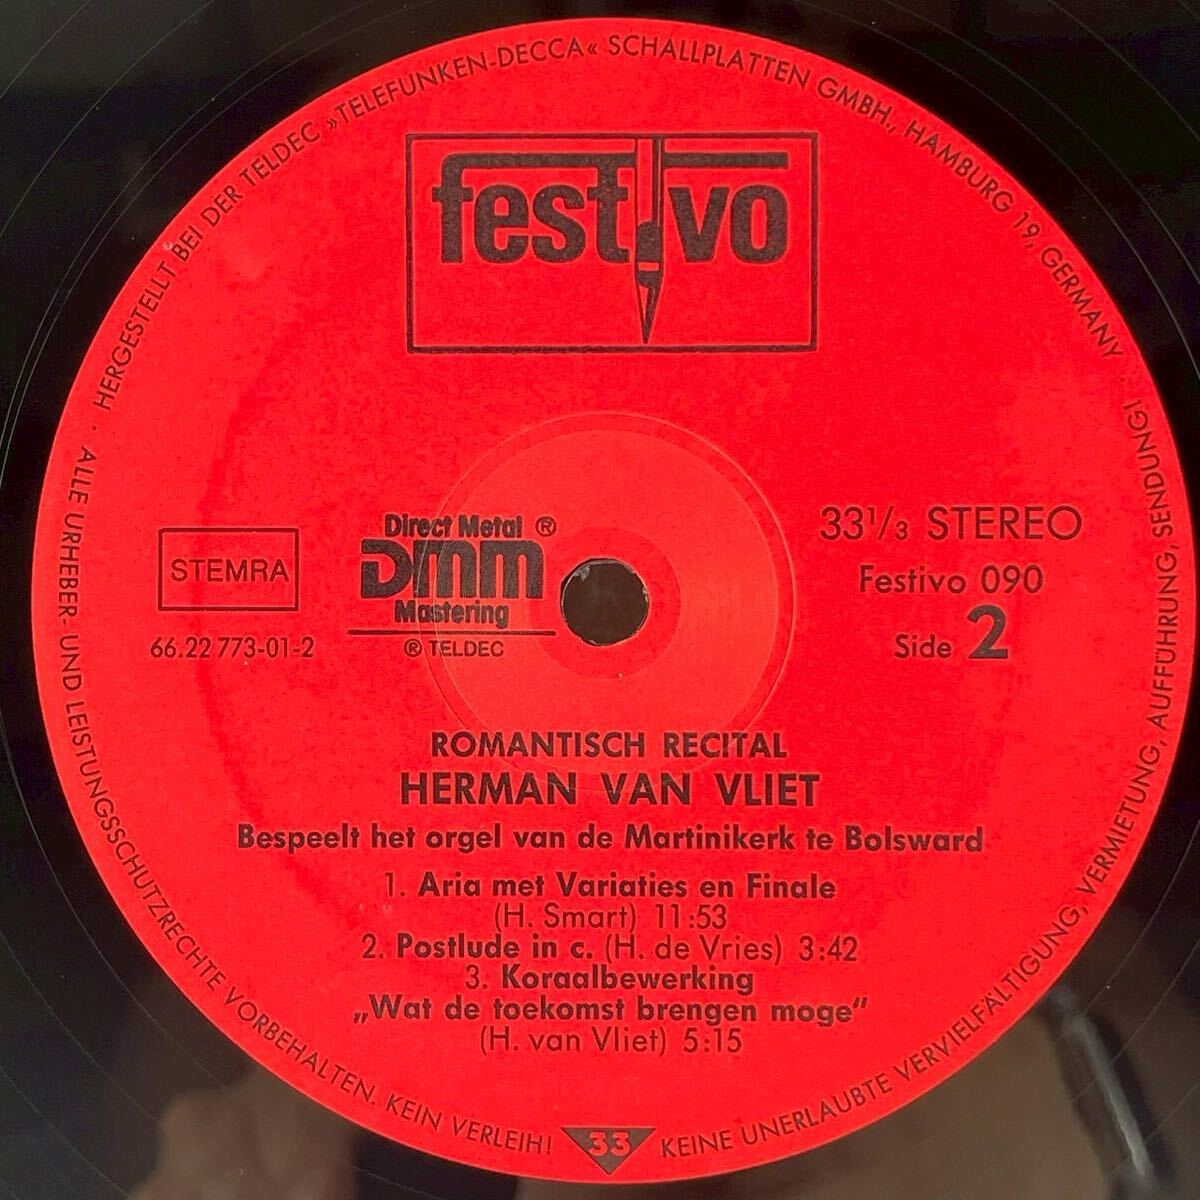 · HERGESTELLT BEI DER TELDEC »TELEFUNKEN-DECCA« SCHALLPLATTEN GMBH, HAMBURG 19, GERMANY ·
festivo
33 1/3 STEREO
Festivo 090
Side 2
STEMRA
66.22 773-01-2
Direct Metal ®
DMM
Mastering
® TELDEC
ROMANTISCH RECITAL
HERMAN VAN VLIET
Bespeelt het orgel van de Martinikerk te Bolsward
1. Aria met Variaties en Finale
(H. Smart) 11:53
2. Postlude in c. (H. de Vries) 3:42
3. Koraalbewerking
„Wat de toekomst brengen moge“
(H. van Vliet) 5:15
ALLE URHEBER- UND LEISTUNGSSCHUTZRECHTE VORBEHALTEN. KEIN VERLEIH! 33 KEINE UNERLAUBTE VERVIELFÄLTIGUNG, VERMIETUNG, AUFFÜHRUNG, SENDUNG!